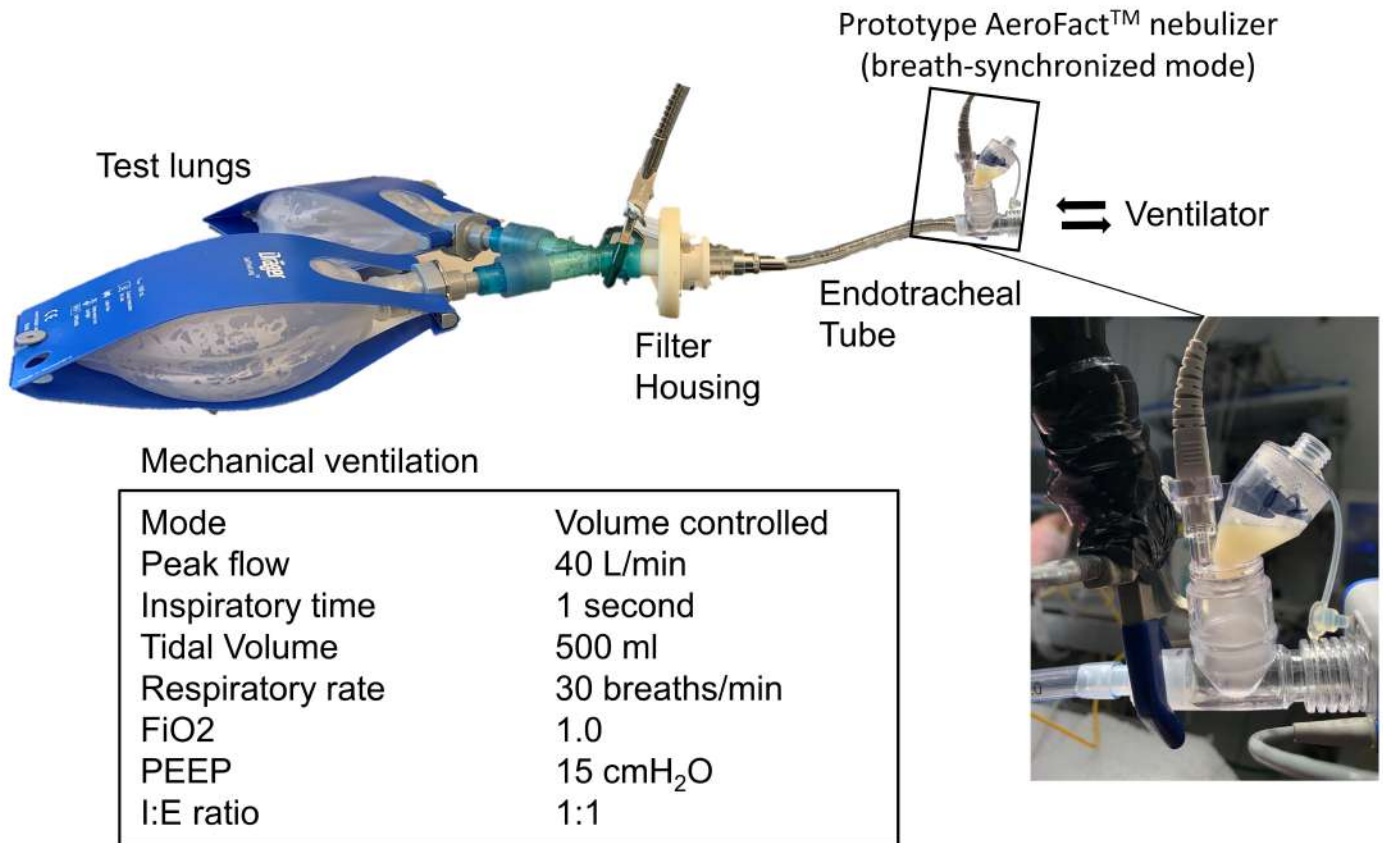 Prototype AeroFact™ nebulizer
(breath-synchronized mode)
Test lungs
Dräger
Ventilator
Endotracheal
Tube
Filter
Housing
Mechanical ventilation
Mode Volume controlled
Peak flow 40 L/min
Inspiratory time 1 second
Tidal Volume 500 ml
Respiratory rate 30 breaths/min
FiO2 1.0
PEEP 15 cmH₂O
I:E ratio 1:1